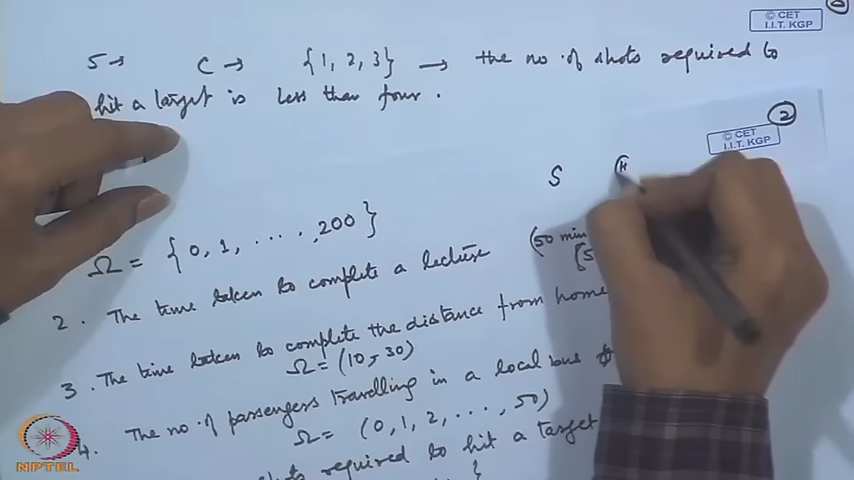 © CET
I.I.T. KGP
5 → C → {1, 2, 3} → the no. of shots required to
hit a target is less than four.
2
© CET
I.I.T. KGP
S (H
Ω = {0, 1, ...., 200}
2. The time taken to complete a lecture (50 min
3. The time taken to complete the distance from home
Ω = (10, 30)
4. The no. of passengers travelling in a local bus
Ω = (0, 1, 2, ..., 50)
required to hit a target
NPTEL